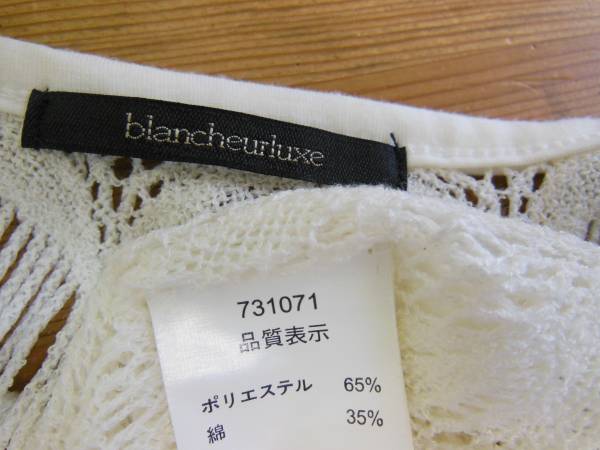 blancheurluxe
731071
品質表示
ポリエステル 65%
綿 35%